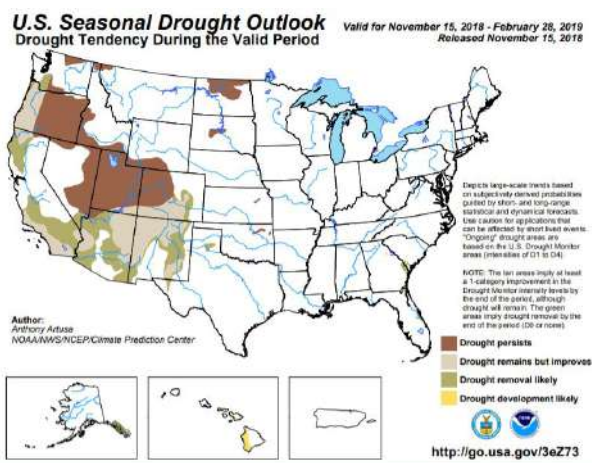 U.S. Seasonal Drought Outlook
Drought Tendency During the Valid Period
Valid for November 15, 2018 - February 28, 2019
Released November 15, 2018
Depicts large-scale trends based
on subjectively derived probabilities
guided by short- and long-range
statistical and dynamical forecasts.
Use caution for applications that
can be affected by short lived events.
"Ongoing" drought areas are
based on the U.S. Drought Monitor
areas (intensities of D1 to D4)
NOTE: The tan areas imply at least
a 1-category improvement in the
Drought Monitor intensity levels by
the end of the period, although
drought will remain. The green
areas imply drought removal by the
end of the period (D0 or none)
Author:
Anthony Artusa
NOAA/NWS/NCEP/Climate Prediction Center
Drought persists
Drought remains but improves
Drought removal likely
Drought development likely
http://go.usa.gov/3eZ73